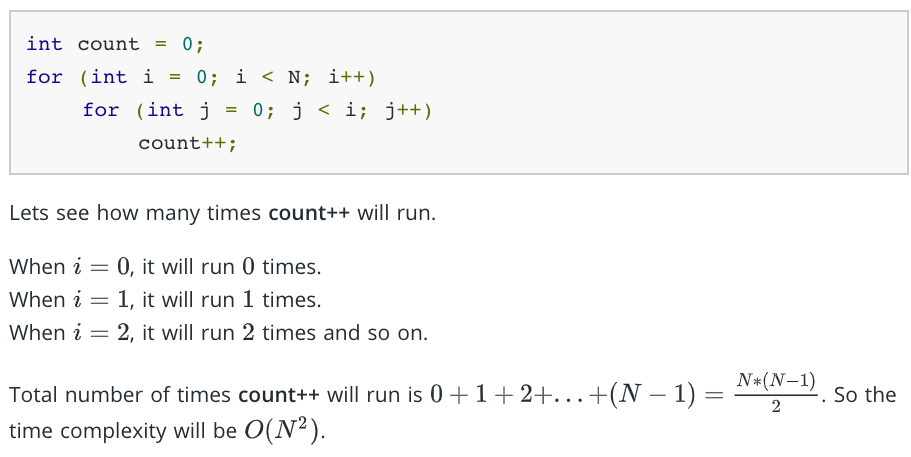 int count = 0;
for (int i = 0; i < N; i++)
    for (int j = 0; j < i; j++)
        count++;
Lets see how many times count++ will run.
When i = 0, it will run 0 times.
When i = 1, it will run 1 times.
When i = 2, it will run 2 times and so on.
Total number of times count++ will run is 0 + 1 + 2+...+(N − 1) = N*(N−1)/2. So the
time complexity will be O(N²).